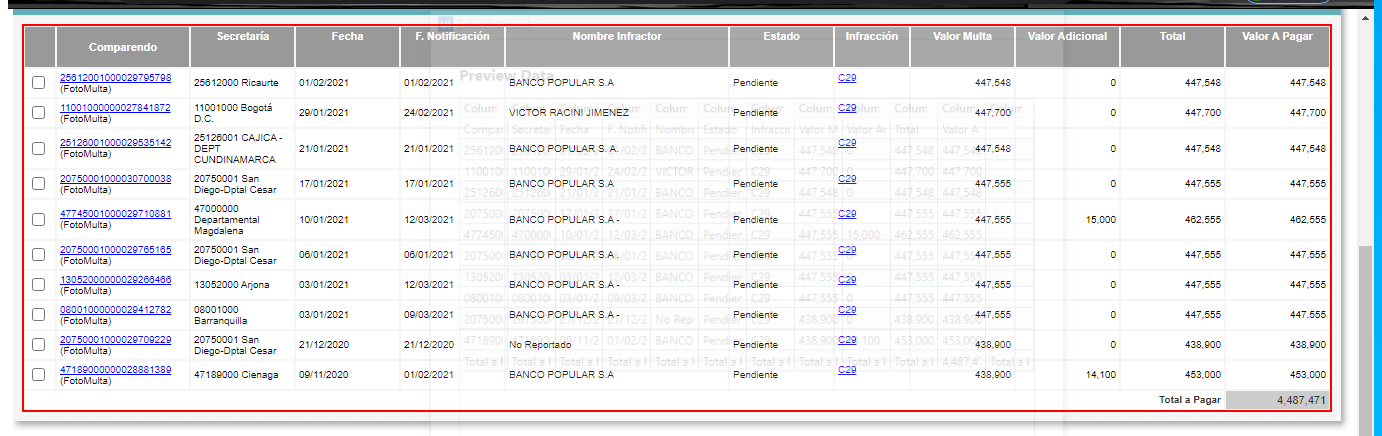 Comparendo Secretaría Fecha F. Notificación Nombre Infractor Estado Infracción Valor Multa Valor Adicional Total Valor A Pagar
25612001000029795798 (FotoMulta) 25612000 Ricaurte 01/02/2021 01/02/2021 BANCO POPULAR S.A Pendiente C29 447,548 0 447,548 447,548
11001000000027841872 (FotoMulta) 11001000 Bogotá D.C. 29/01/2021 24/02/2021 VICTOR RACINI JIMENEZ Pendiente C29 447,700 0 447,700 447,700
25126001000029535142 (FotoMulta) 25126001 CAJICA - DEPT CUNDINAMARCA 21/01/2021 21/01/2021 BANCO POPULAR S. A. Pendiente C29 447,548 0 447,548 447,548
20750001000030700038 (FotoMulta) 20750001 San Diego-Dptal Cesar 17/01/2021 17/01/2021 BANCO POPULAR S.A Pendiente C29 447,555 0 447,555 447,555
47745001000029710881 (FotoMulta) 47000000 Departamental Magdalena 10/01/2021 12/03/2021 BANCO POPULAR S.A - Pendiente C29 447,555 15,000 462,555 462,555
20750001000029765165 (FotoMulta) 20750001 San Diego-Dptal Cesar 06/01/2021 06/01/2021 BANCO POPULAR S.A - Pendiente C29 447,555 0 447,555 447,555
13052000000029266466 (FotoMulta) 13052000 Arjona 03/01/2021 12/03/2021 BANCO POPULAR S.A - Pendiente C29 447,555 0 447,555 447,555
08001000000029412782 (FotoMulta) 08001000 Barranquilla 03/01/2021 09/03/2021 BANCO POPULAR S.A - Pendiente C29 447,555 0 447,555 447,555
20750001000029709229 (FotoMulta) 20750001 San Diego-Dptal Cesar 21/12/2020 21/12/2020 No Reportado Pendiente C29 438,900 0 438,900 438,900
47189000000028881389 (FotoMulta) 47189000 Cienaga 09/11/2020 01/02/2021 BANCO POPULAR S.A Pendiente C29 438,900 14,100 453,000 453,000
Total a Pagar 4,487,471
Preview Data